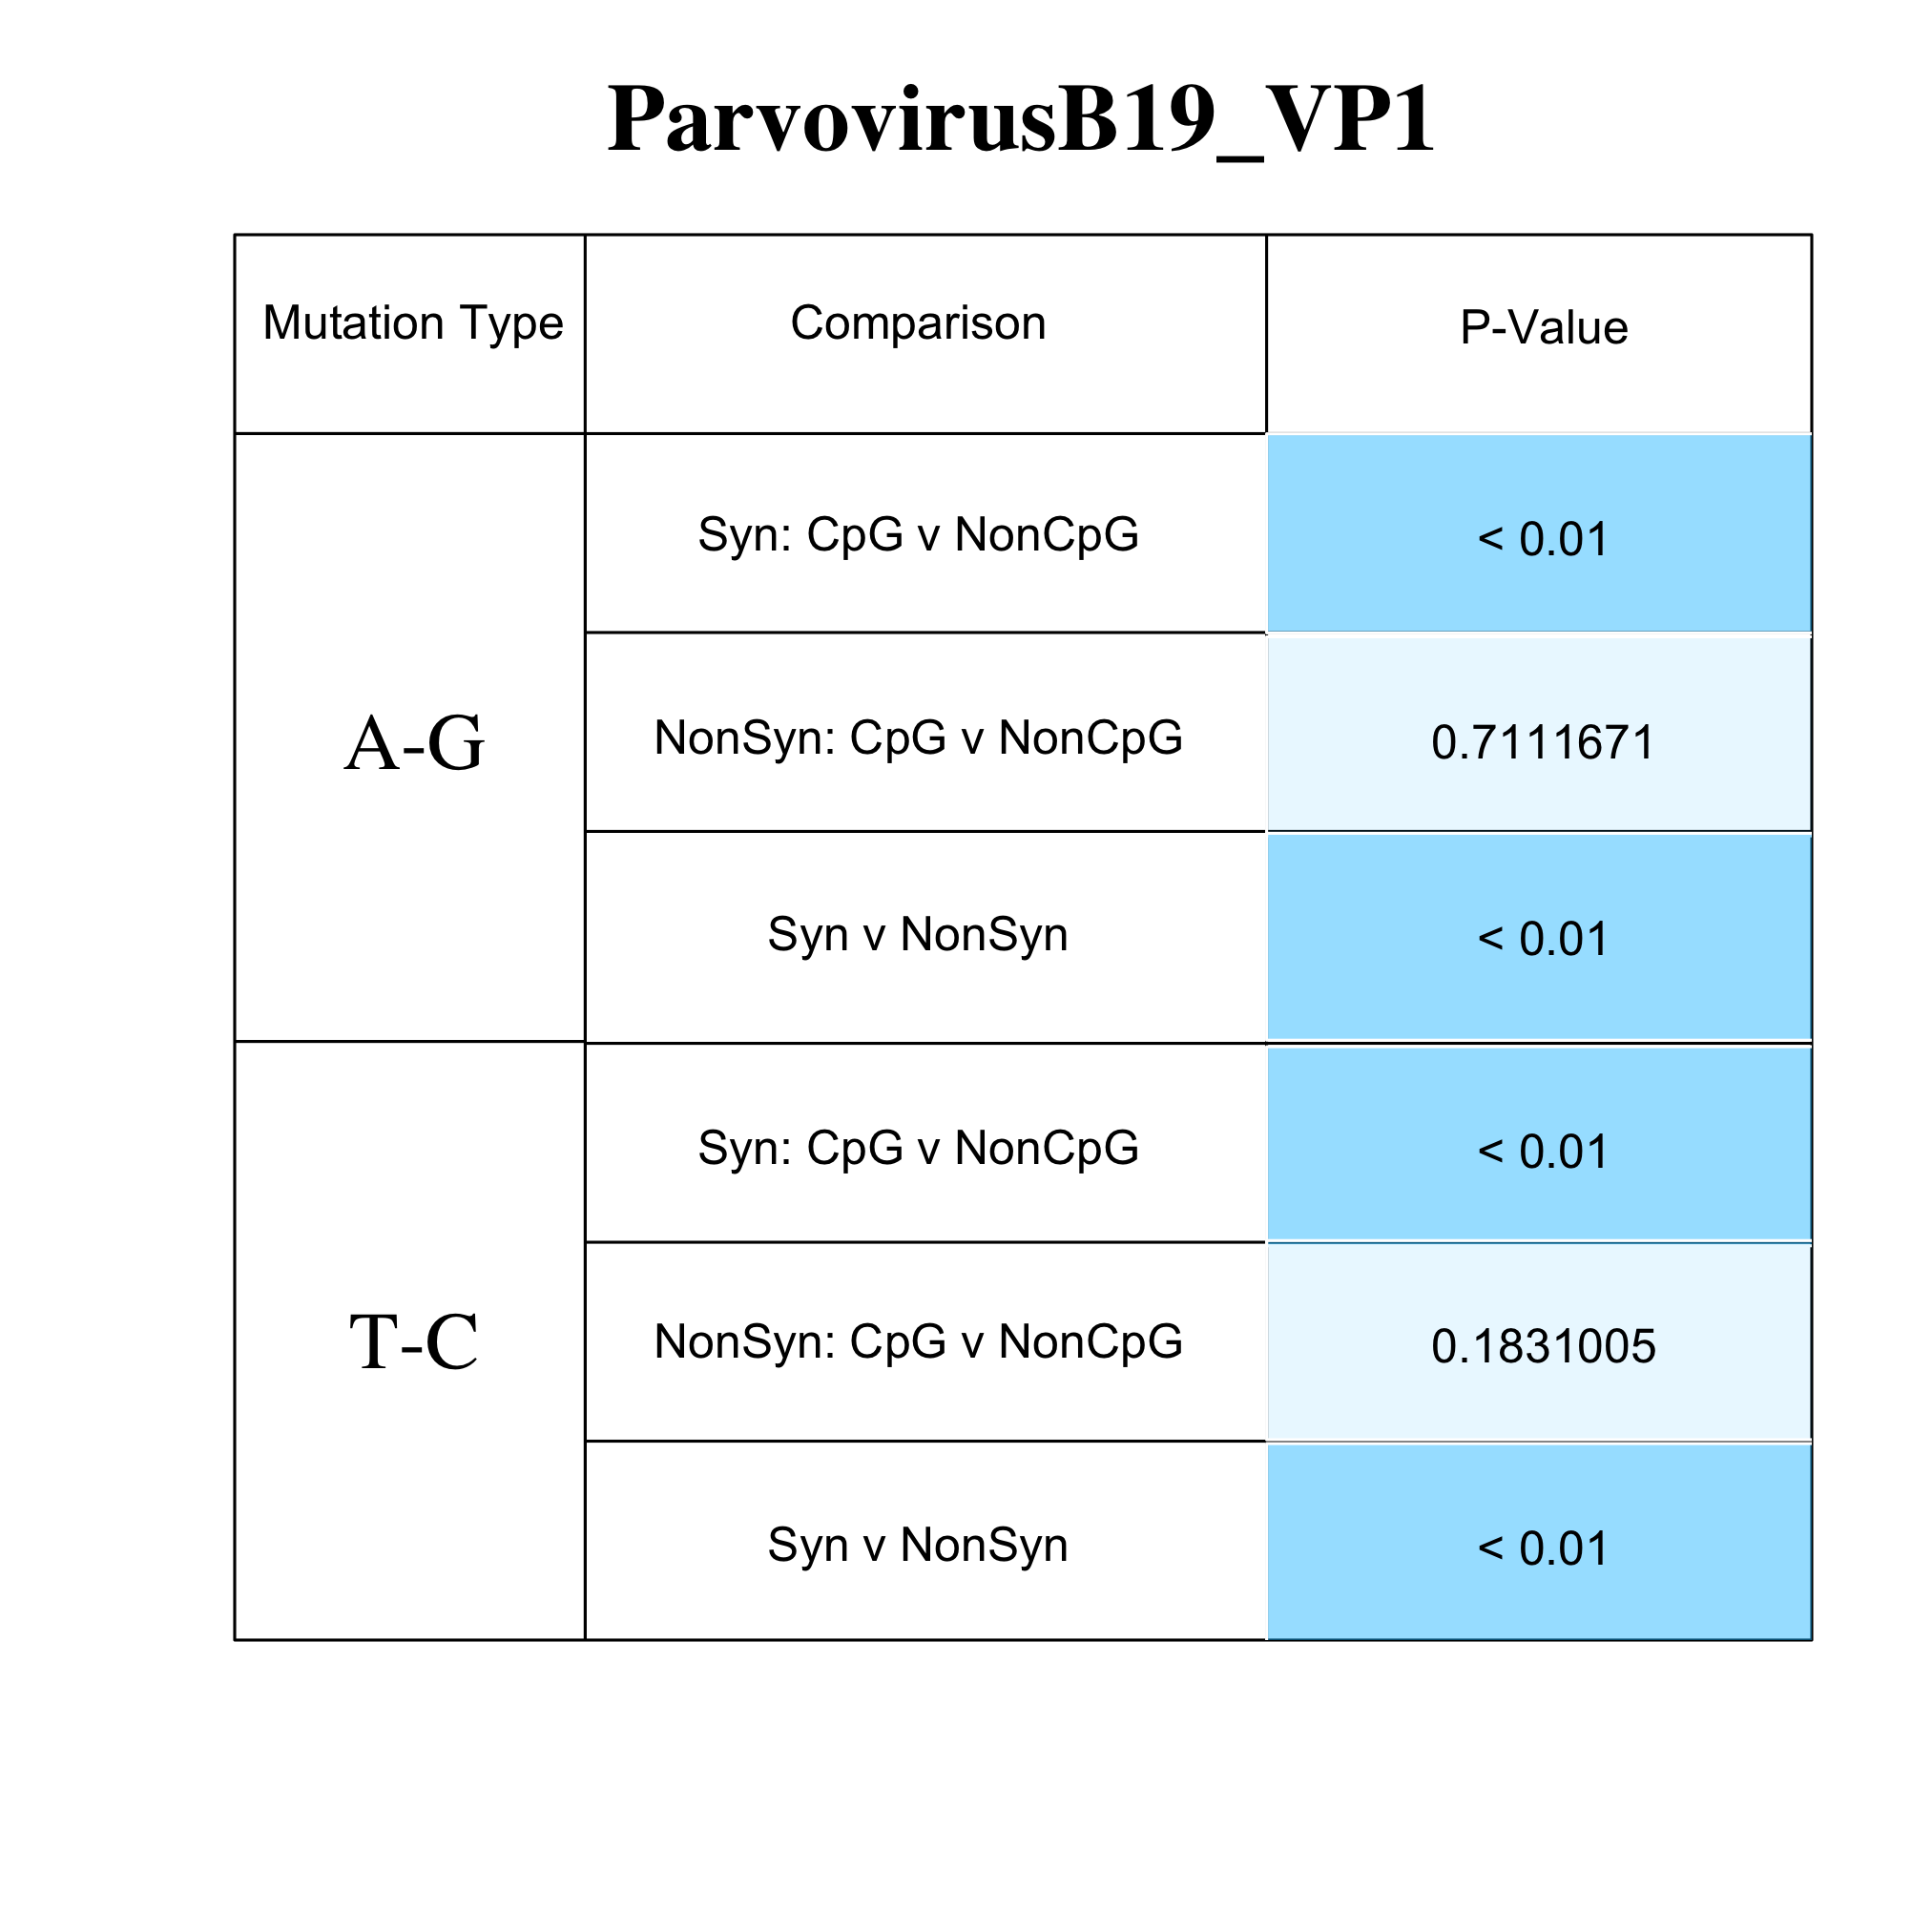 ParvovirusB19_VP1
Mutation Type Comparison P-Value
A-G
Syn: CpG v NonCpG < 0.01
NonSyn: CpG v NonCpG 0.7111671
Syn v NonSyn < 0.01
T-C
Syn: CpG v NonCpG < 0.01
NonSyn: CpG v NonCpG 0.1831005
Syn v NonSyn < 0.01